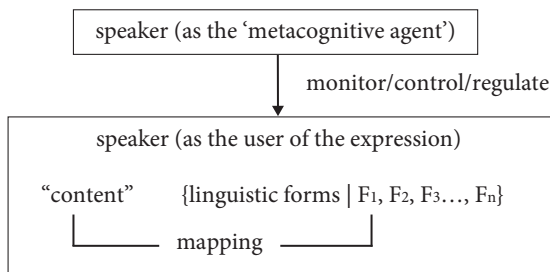 speaker (as the ‘metacognitive agent’)
monitor/control/regulate
speaker (as the user of the expression)
“content” {linguistic forms | F1, F2, F3…, Fn}
mapping